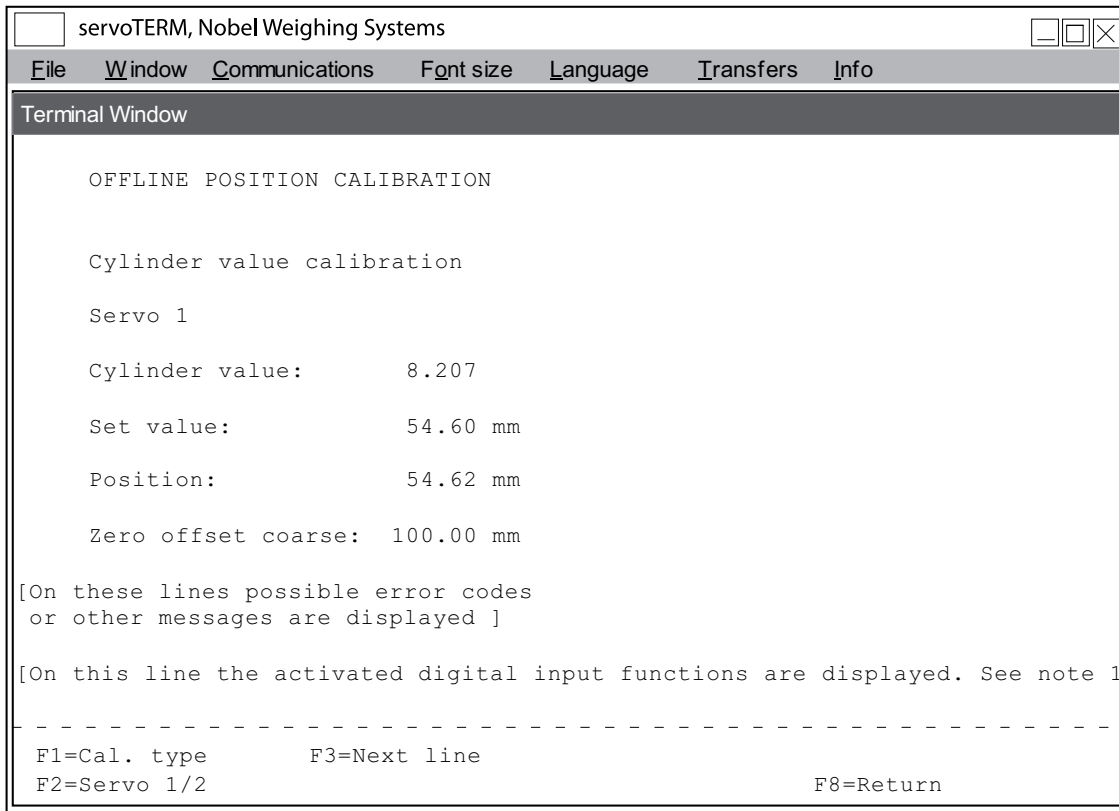 servoTERM, Nobel Weighing Systems
File Window Communications Font size Language Transfers Info
Terminal Window
OFFLINE POSITION CALIBRATION
Cylinder value calibration
Servo 1
Cylinder value: 8.207
Set value: 54.60 mm
Position: 54.62 mm
Zero offset coarse: 100.00 mm
[On these lines possible error codes
or other messages are displayed ]
[On this line the activated digital input functions are displayed. See note 1
F1=Cal. type F3=Next line
F2=Servo 1/2 F8=Return